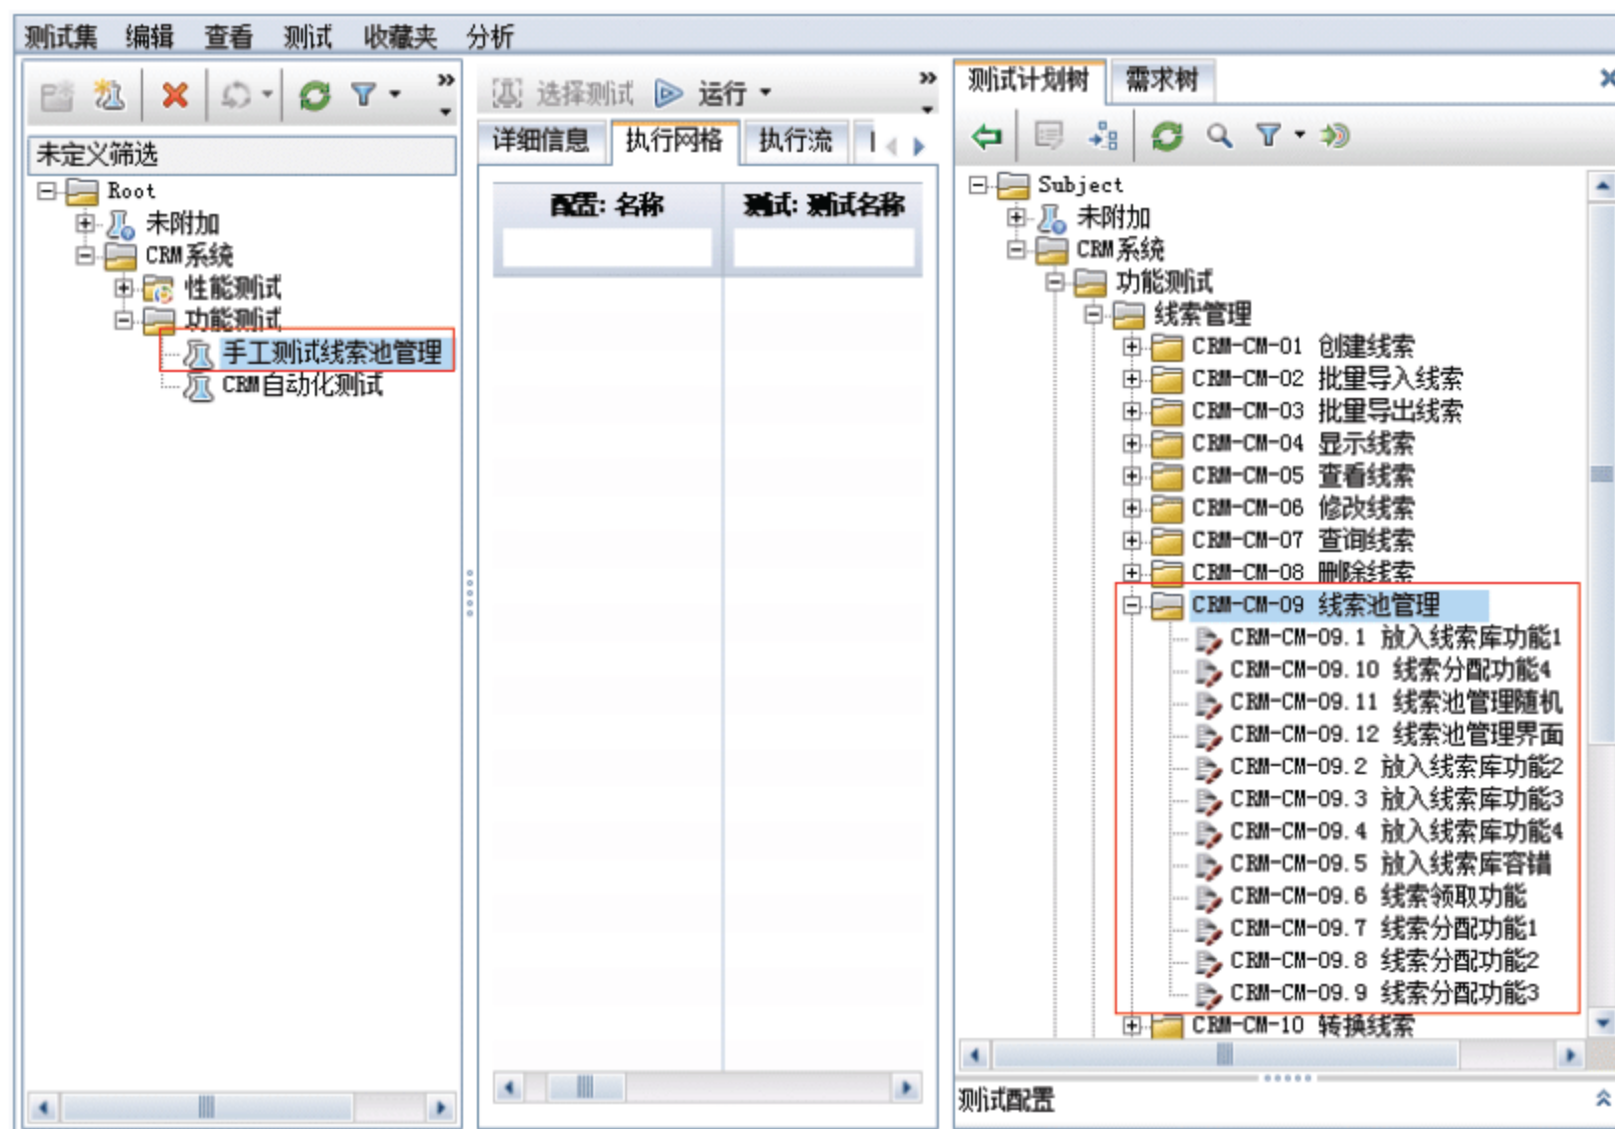 测试集 编辑 查看 测试 收藏夹 分析
未定义筛选
Root
未附加
CRM系统
性能测试
功能测试
手工测试线索池管理
CRM自动化测试
选择测试 运行
详细信息 执行网格 执行流
配置: 名称 测试: 测试名称
测试计划树 需求树
Subject
未附加
CRM系统
功能测试
线索管理
CRM-CM-01 创建线索
CRM-CM-02 批量导入线索
CRM-CM-03 批量导出线索
CRM-CM-04 显示线索
CRM-CM-05 查看线索
CRM-CM-06 修改线索
CRM-CM-07 查询线索
CRM-CM-08 删除线索
CRM-CM-09 线索池管理
CRM-CM-09.1 放入线索库功能1
CRM-CM-09.10 线索分配功能4
CRM-CM-09.11 线索池管理随机
CRM-CM-09.12 线索池管理界面
CRM-CM-09.2 放入线索库功能2
CRM-CM-09.3 放入线索库功能3
CRM-CM-09.4 放入线索库功能4
CRM-CM-09.5 放入线索库容错
CRM-CM-09.6 线索领取功能
CRM-CM-09.7 线索分配功能1
CRM-CM-09.8 线索分配功能2
CRM-CM-09.9 线索分配功能3
CRM-CM-10 转换线索
测试配置